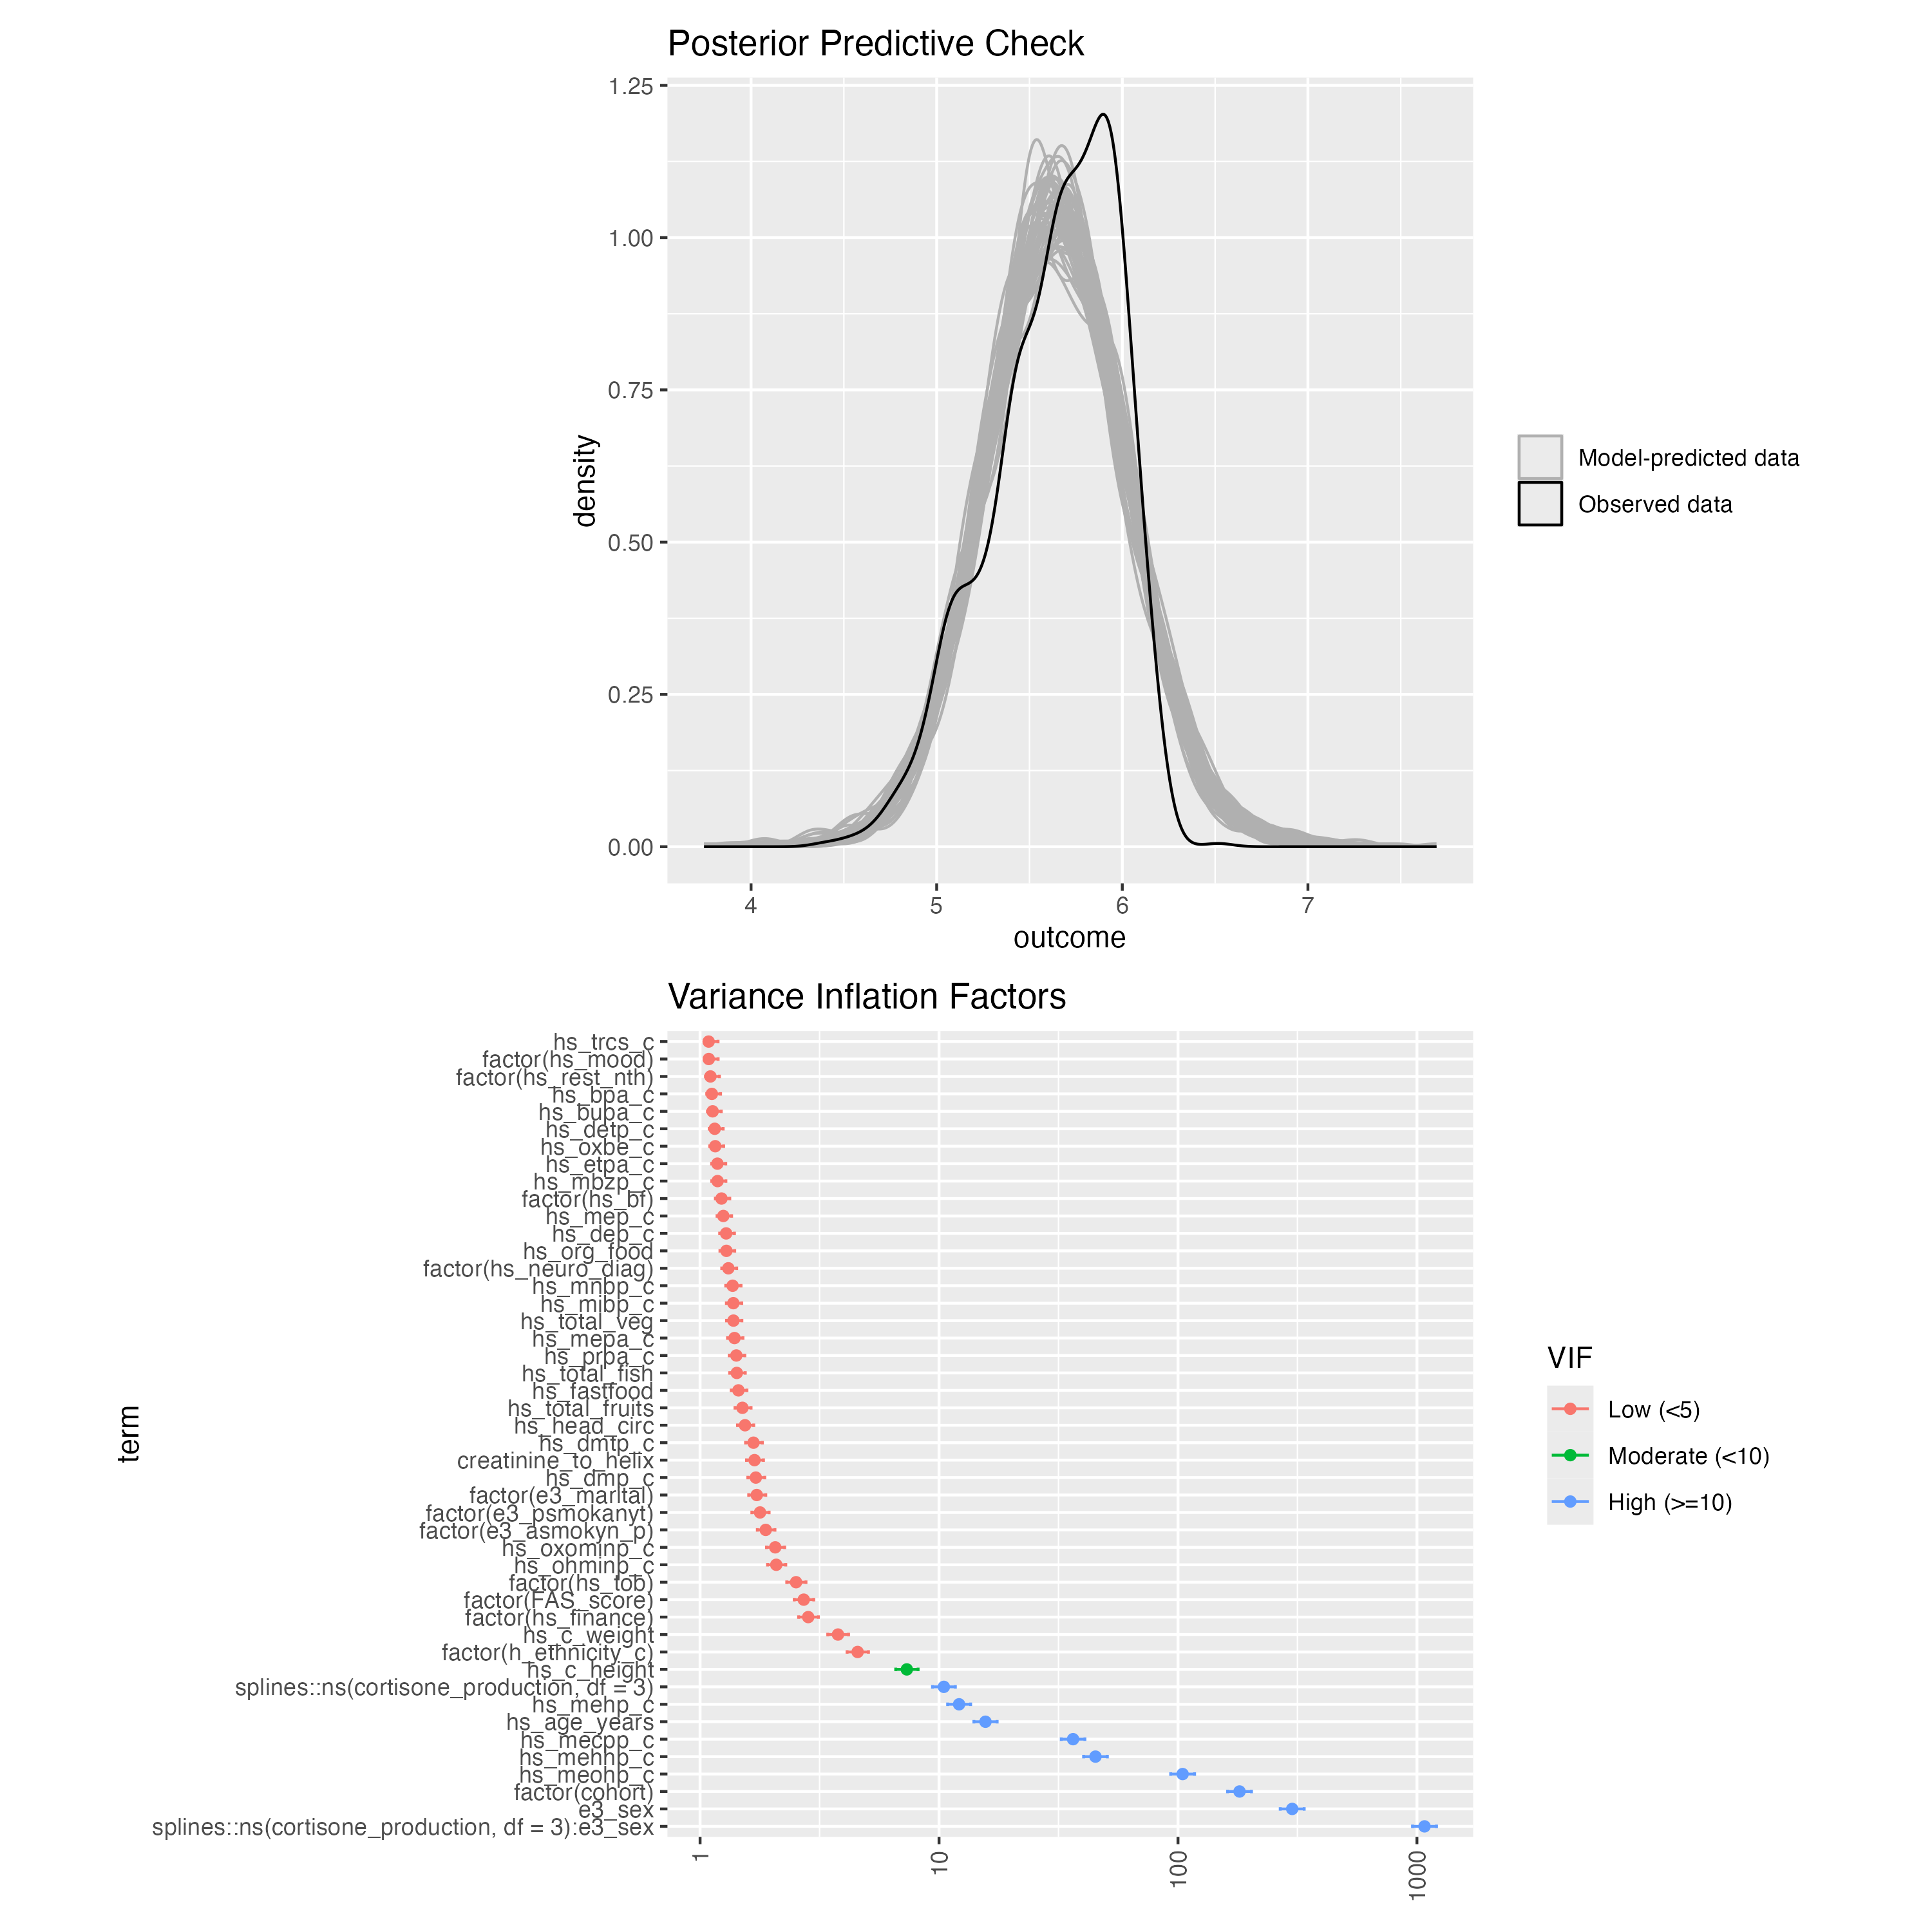 Posterior Predictive Check
1.25
1.00
0.75
0.50
0.25
0.00
density
4 5 6 7
outcome
Model-predicted data
Observed data
Variance Inflation Factors
hs_trcs_c
factor(hs_mood)
factor(hs_rest_nth)
hs_bpa_c
hs_buba_c
hs_detp_c
hs_oxbe_c
hs_etpa_c
hs_mbzp_c
factor(hs_bf)
hs_mep_c
hs_dep_c
hs_org_food
factor(hs_neuro_diag)
hs_mnbp_c
hs_mibp_c
hs_total_veg
hs_mepa_c
hs_prpa_c
hs_total_fish
hs_fastfood
hs_total_fruits
hs_head_circ
hs_dmtp_c
creatinine_to_helix
hs_dmp_c
factor(e3_marital)
factor(e3_psmokanyt)
factor(e3_asmokyn_p)
hs_oxominp_c
hs_ohminp_c
factor(hs_tob)
factor(FAS_score)
factor(hs_finance)
hs_c_weight
factor(h_ethnicity_c)
hs_c_height
splines::ns(cortisone_production, df = 3)
hs_mehp_c
hs_age_years
hs_mecpp_c
hs_mehhp_c
hs_meohp_c
factor(cohort)
e3_sex
splines::ns(cortisone_production, df = 3):e3_sex
term
1 10 100 1000
VIF
Low (<5)
Moderate (<10)
High (>=10)